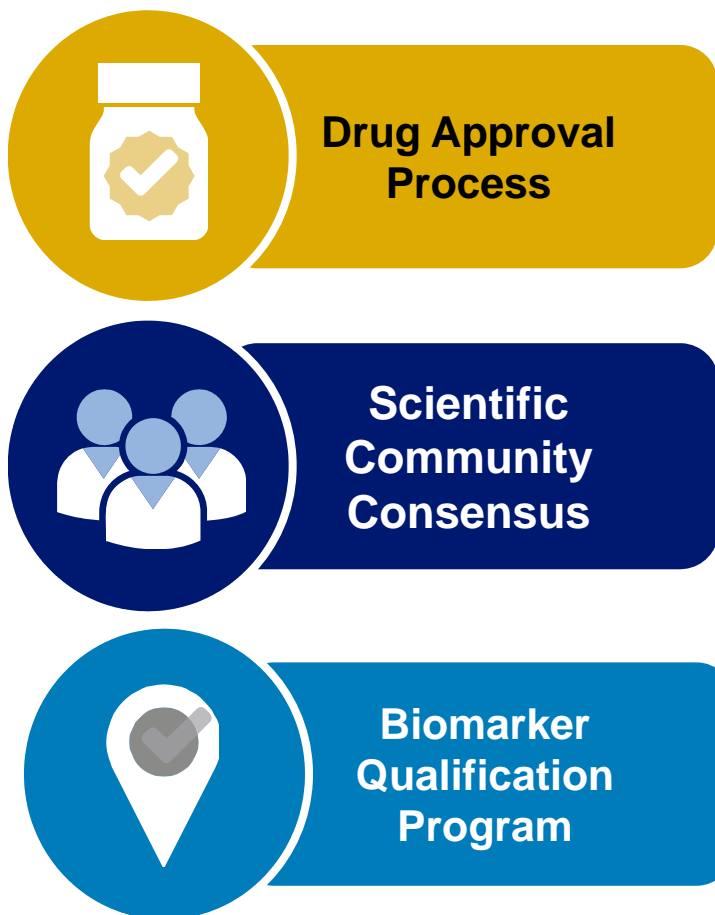 Drug Approval
Process
Scientific
Community
Consensus
Biomarker
Qualification
Program